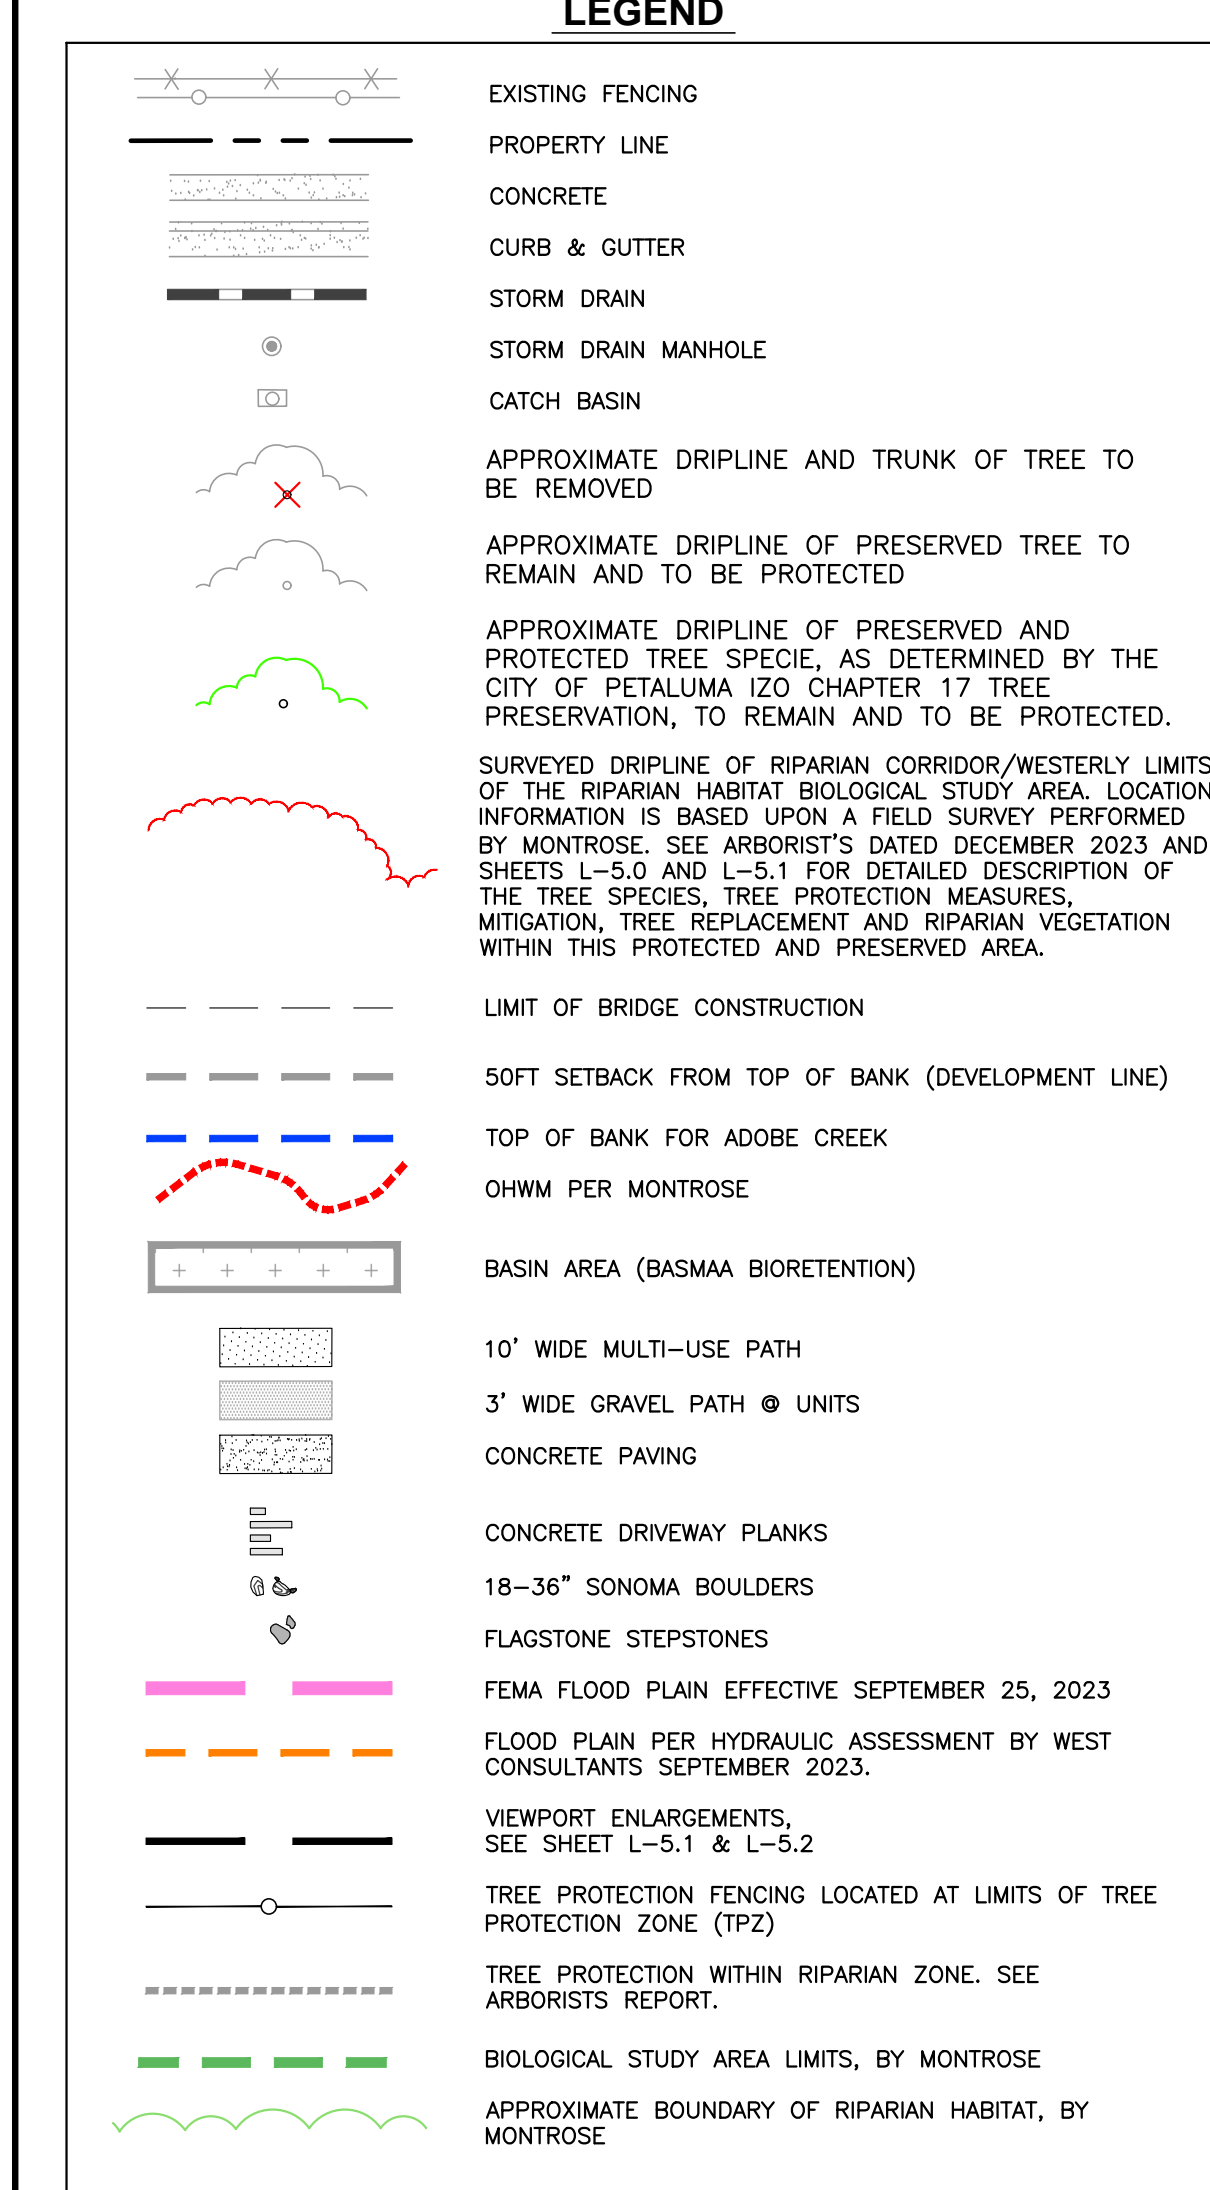 LEGEND
EXISTING FENCING
PROPERTY LINE
CONCRETE
CURB & GUTTER
STORM DRAIN
STORM DRAIN MANHOLE
CATCH BASIN
APPROXIMATE DRIPLINE AND TRUNK OF TREE TO
BE REMOVED
APPROXIMATE DRIPLINE OF PRESERVED TREE TO
REMAIN AND TO BE PROTECTED
APPROXIMATE DRIPLINE OF PRESERVED AND
PROTECTED TREE SPECIE, AS DETERMINED BY THE
CITY OF PETALUMA IZO CHAPTER 17 TREE
PRESERVATION, TO REMAIN AND TO BE PROTECTED.
SURVEYED DRIPLINE OF RIPARIAN CORRIDOR/WESTERLY LIMITS
OF THE RIPARIAN HABITAT BIOLOGICAL STUDY AREA. LOCATION
INFORMATION IS BASED UPON A FIELD SURVEY PERFORMED
BY MONTROSE. SEE ARBORIST'S DATED DECEMBER 2023 AND
SHEETS L-5.0 AND L-5.1 FOR DETAILED DESCRIPTION OF
THE TREE SPECIES, TREE PROTECTION MEASURES,
MITIGATION, TREE REPLACEMENT AND RIPARIAN VEGETATION
WITHIN THIS PROTECTED AND PRESERVED AREA.
LIMIT OF BRIDGE CONSTRUCTION
50FT SETBACK FROM TOP OF BANK (DEVELOPMENT LINE)
TOP OF BANK FOR ADOBE CREEK
OHWM PER MONTROSE
BASIN AREA (BASMAA BIORETENTION)
10' WIDE MULTI-USE PATH
3' WIDE GRAVEL PATH @ UNITS
CONCRETE PAVING
CONCRETE DRIVEWAY PLANKS
18-36" SONOMA BOULDERS
FLAGSTONE STEPSTONES
FEMA FLOOD PLAIN EFFECTIVE SEPTEMBER 25, 2023
FLOOD PLAIN PER HYDRAULIC ASSESSMENT BY WEST
CONSULTANTS SEPTEMBER 2023.
VIEWPORT ENLARGEMENTS,
SEE SHEET L-5.1 & L-5.2
TREE PROTECTION FENCING LOCATED AT LIMITS OF TREE
PROTECTION ZONE (TPZ)
TREE PROTECTION WITHIN RIPARIAN ZONE. SEE
ARBORISTS REPORT.
BIOLOGICAL STUDY AREA LIMITS, BY MONTROSE
APPROXIMATE BOUNDARY OF RIPARIAN HABITAT, BY
MONTROSE